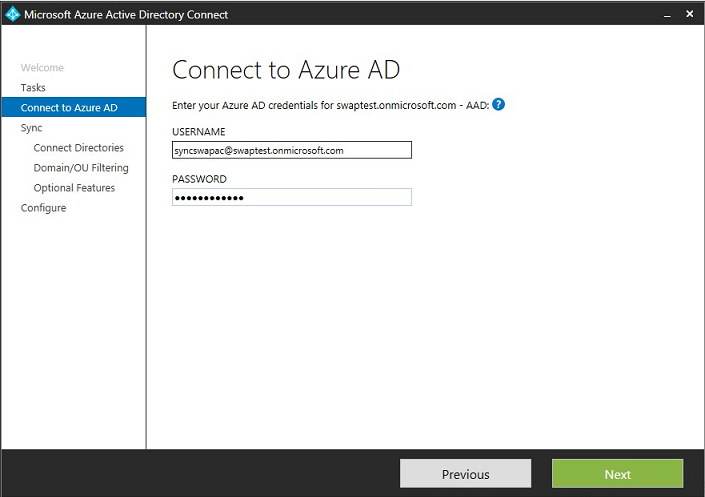 Microsoft Azure Active Directory Connect
Welcome
Tasks
Connect to Azure AD
Sync
Connect Directories
Domain/OU Filtering
Optional Features
Configure
Connect to Azure AD
Enter your Azure AD credentials for swaptest.onmicrosoft.com - AAD: ?
USERNAME
syncswapac@swaptest.onmicrosoft.com
PASSWORD
••••••••••••
Previous
Next